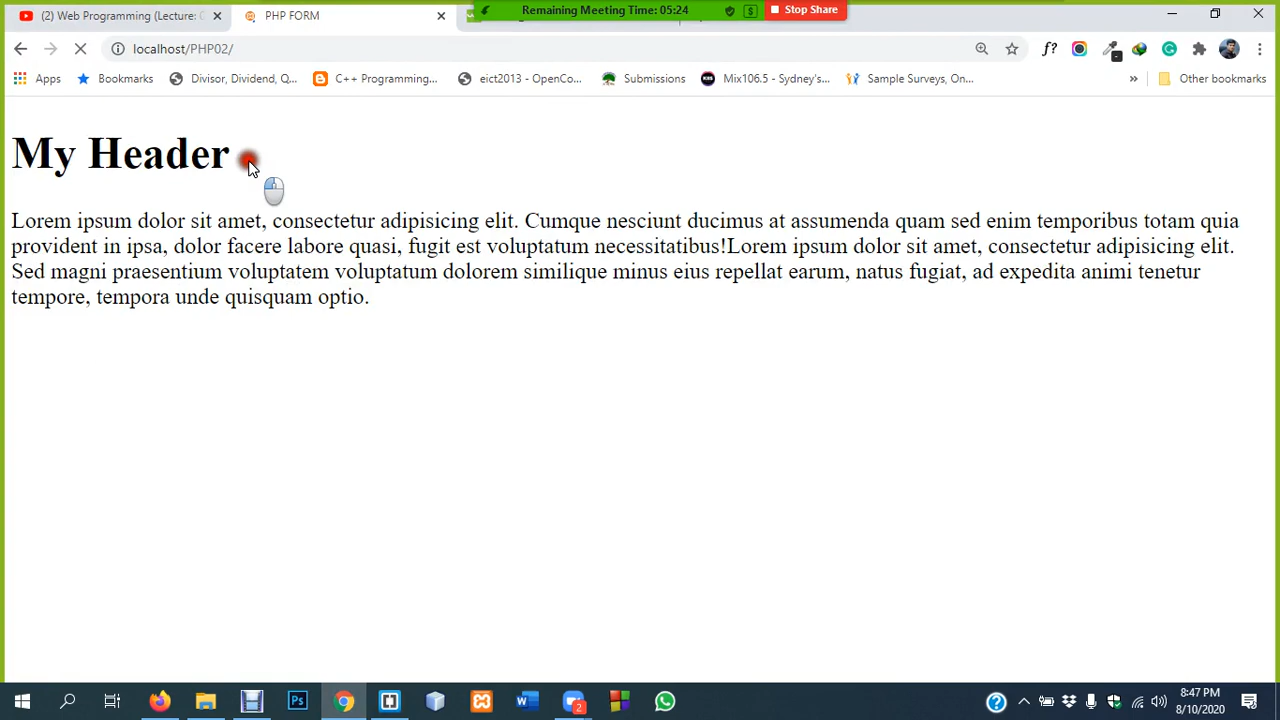 (2) Web Programming (Lecture: (
PHP FORM
Remaining Meeting Time: 05:24
Stop Share
localhost/PHP02/
f?
Apps
Bookmarks
Divisor, Dividend, Q...
C++ Programming...
eict2013 - OpenCo...
Submissions
Mix106.5 - Sydney's...
Sample Surveys, On...
»
Other bookmarks
My Header
Lorem ipsum dolor sit amet, consectetur adipisicing elit. Cumque nesciunt ducimus at assumenda quam sed enim temporibus totam quia
provident in ipsa, dolor facere labore quasi, fugit est voluptatum necessitatibus!Lorem ipsum dolor sit amet, consectetur adipisicing elit.
Sed magni praesentium voluptatem voluptatum dolorem similique minus eius repellat earum, natus fugiat, ad expedita animi tenetur
tempore, tempora unde quisquam optio.
Ps
2
8:47 PM
8/10/2020